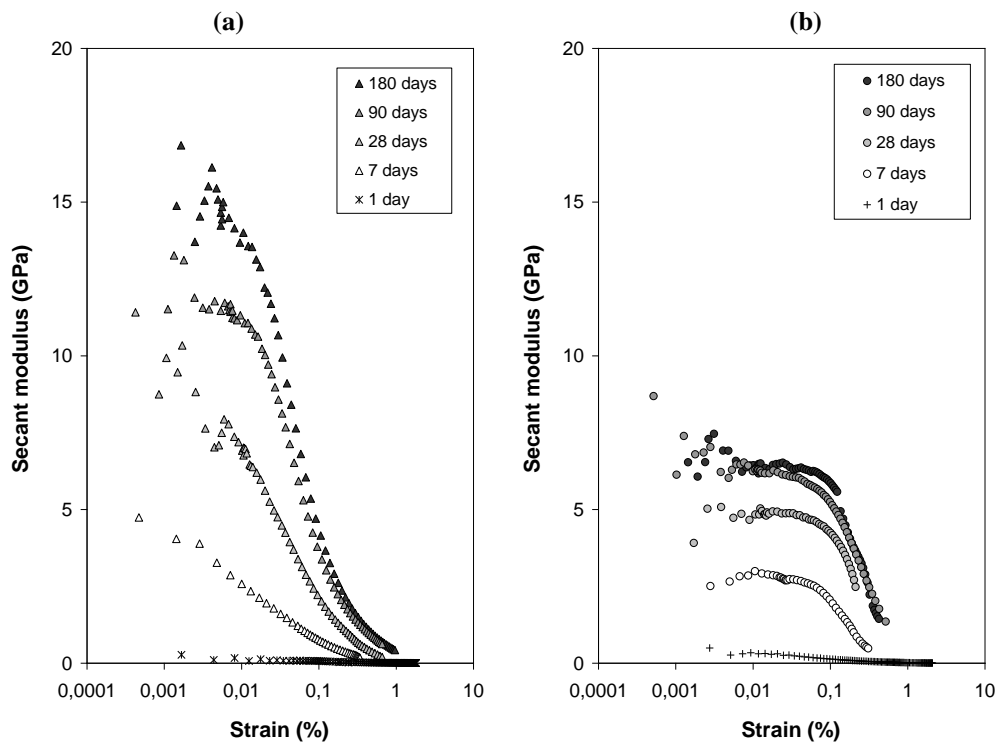 (a)
20
15
10
5
0
0,0001
0,001
0,01
0,1
1
10
Secant modulus (GPa)
Strain (%)
180 days
90 days
28 days
7 days
1 day
(b)
20
15
10
5
0
0,0001
0,001
0,01
0,1
1
10
Secant modulus (GPa)
Strain (%)
180 days
90 days
28 days
7 days
1 day